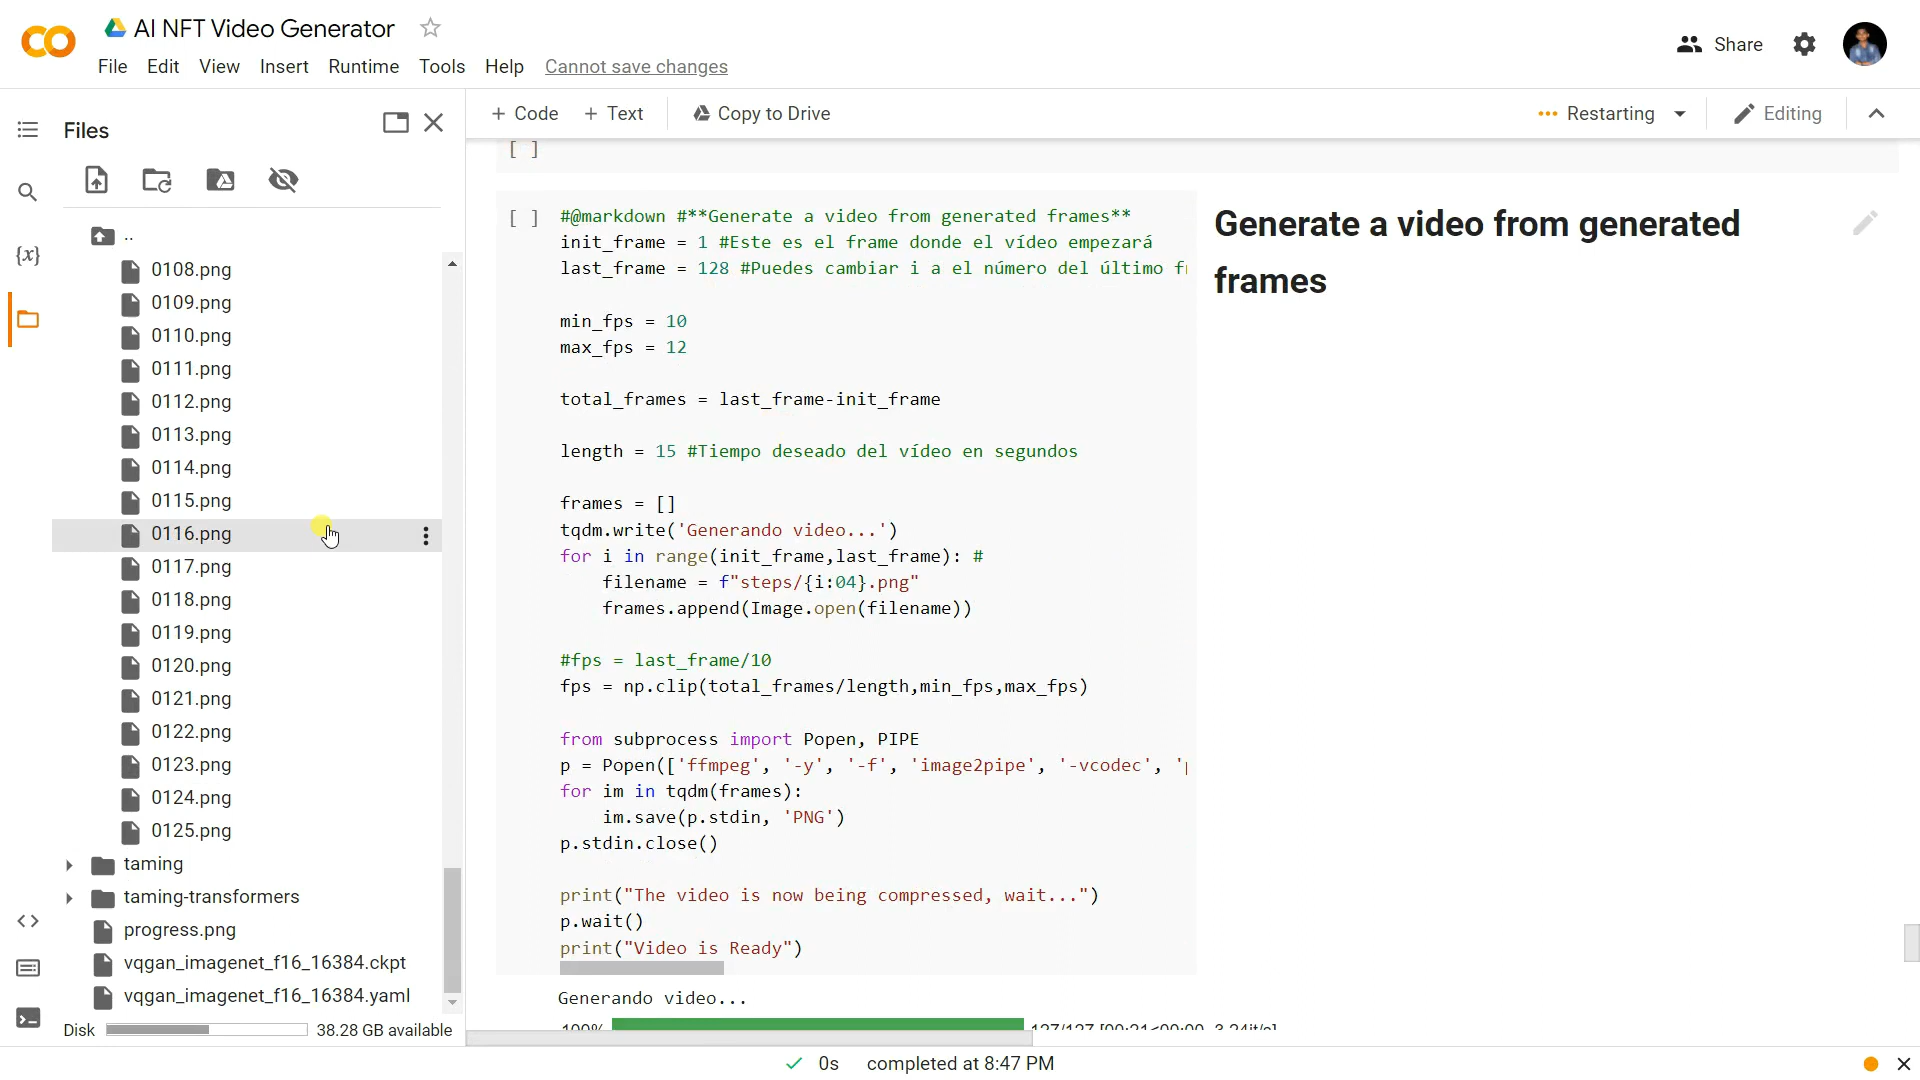 AI NFT Video Generator
File Edit View Insert Runtime Tools Help Cannot save changes
Share
Files
+ Code + Text Copy to Drive
Restarting
Editing
[ ]
..
0108.png
0109.png
0110.png
0111.png
0112.png
0113.png
0114.png
0115.png
0116.png
0117.png
0118.png
0119.png
0120.png
0121.png
0122.png
0123.png
0124.png
0125.png
taming
taming-transformers
progress.png
vqgan_imagenet_f16_16384.ckpt
vqgan_imagenet_f16_16384.yaml
Disk 38.28 GB available
[ ] #@markdown #**Generate a video from generated frames**
init_frame = 1 #Este es el frame donde el vídeo empezará
last_frame = 128 #Puedes cambiar i a el número del último
min_fps = 10
max_fps = 12
total_frames = last_frame-init_frame
length = 15 #Tiempo deseado del vídeo en segundos
frames = []
tqdm.write('Generando video...')
for i in range(init_frame,last_frame): #
filename = f"steps/{i:04}.png"
frames.append(Image.open(filename))
#fps = last_frame/10
fps = np.clip(total_frames/length,min_fps,max_fps)
from subprocess import Popen, PIPE
p = Popen(['ffmpeg', '-y', '-f', 'image2pipe', '-vcodec', '
for im in tqdm(frames):
im.save(p.stdin, 'PNG')
p.stdin.close()
print("The video is now being compressed, wait...")
p.wait()
print("Video is Ready")
Generate a video from generated
frames
Generando video...
100% 127/127 [00:21<00:00, 3.24it/s]
0s completed at 8:47 PM